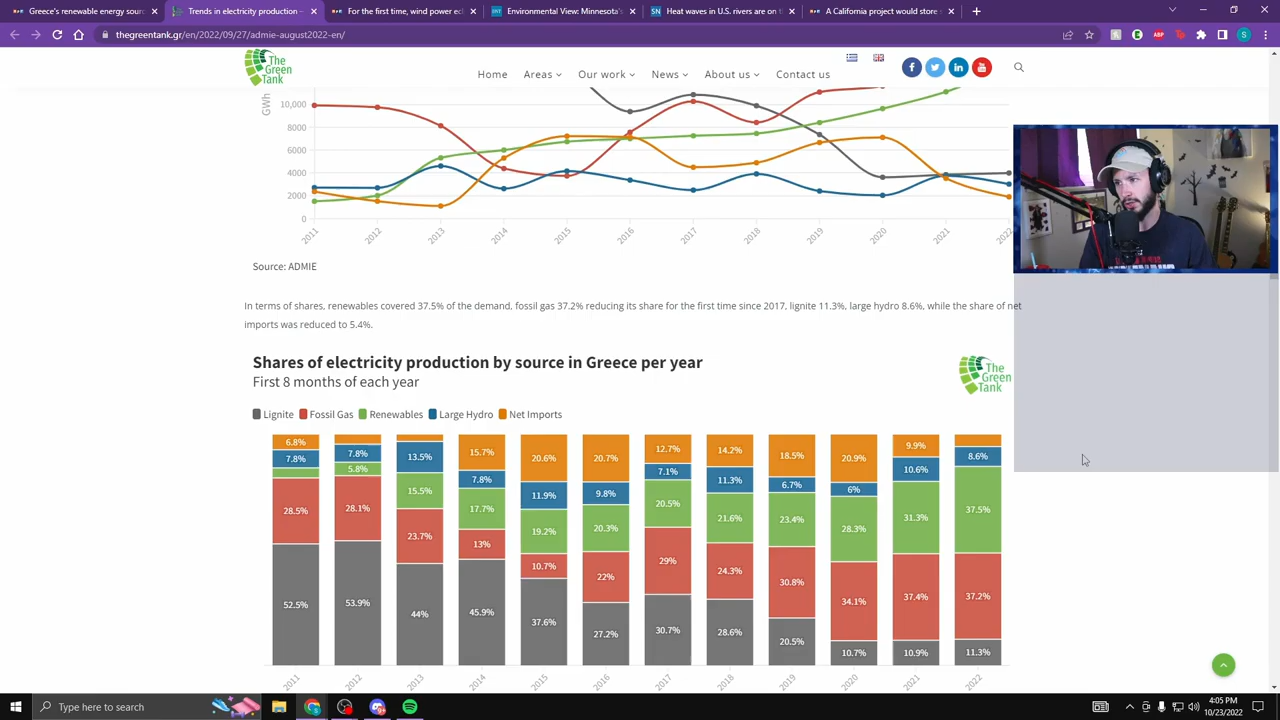 Greece's renewable energy sourc
Trends in electricity production e
For the first time, wind power co
Environmental View: Minnesota's
Heat waves in U.S. rivers are on t
A California produce store cover
thegreentank.gr/en/2022/09/27/admie-august2022-en/
The Green Tank
Home Areas Our work News About us Contact us
GWh
10,000
8000
6000
4000
2000
0
2011 2012 2013 2014 2015 2016 2017 2018 2019 2020 2021 2022
Source: ADMIE
In terms of shares, renewables covered 37.5% of the demand, fossil gas 37.2% reducing its share for the first time since 2017, lignite 11.3%, large hydro 8.6%, while the share of net
imports was reduced to 5.4%.
Shares of electricity production by source in Greece per year
First 8 months of each year
The Green Tank
Lignite Fossil Gas Renewables Large Hydro Net Imports
6.8% 15.7% 20.6% 20.7% 12.7% 14.2% 18.5% 20.9% 9.9%
7.8% 7.8% 13.5% 7.8% 11.9% 9.8% 7.1% 11.3% 6.7% 6% 10.6% 8.6%
5.8% 15.5% 17.7% 19.2% 20.3% 20.5% 21.6% 23.4% 28.3% 31.3% 37.5%
28.5% 28.1% 23.7% 13% 10.7% 22% 29% 24.3% 30.8% 34.1% 37.4% 37.2%
52.5% 53.9% 44% 45.9% 37.6% 27.2% 30.7% 28.6% 20.5% 10.7% 10.9% 11.3%
2011 2012 2013 2014 2015 2016 2017 2018 2019 2020 2021 2022
Type here to search
4:05 PM
10/23/2022